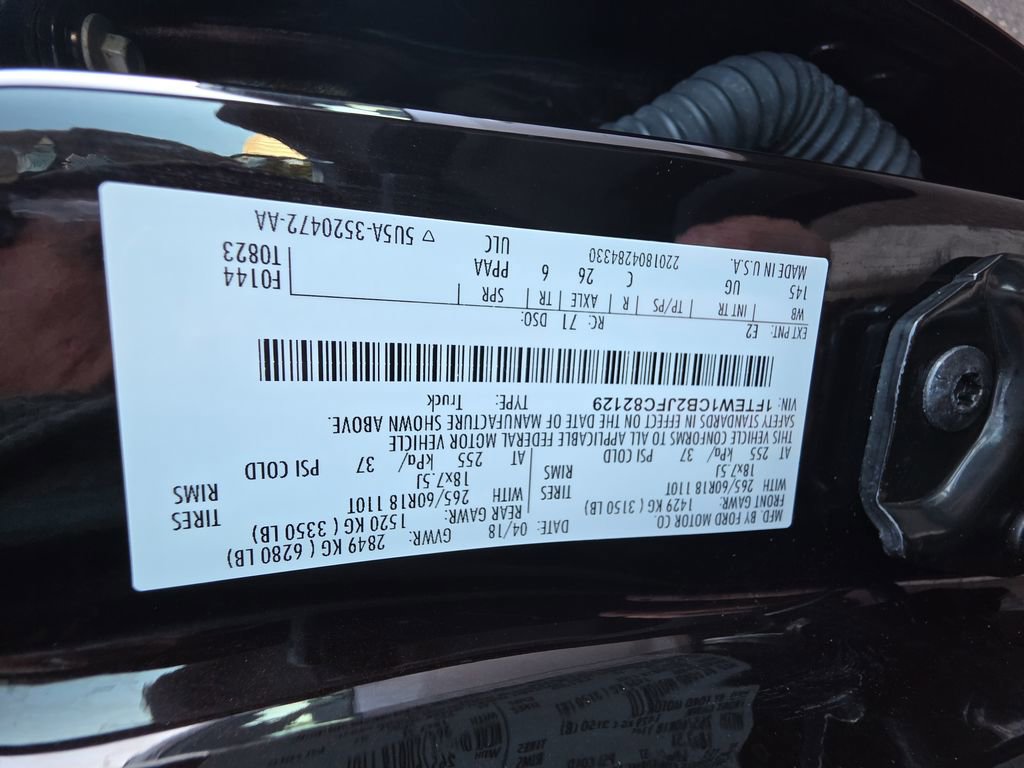 MFD. BY FORD MOTOR CO.
DATE: 04/18 GVWR: 2849 KG ( 6280 LB)
FRONT GAWR: 1429 KG ( 3150 LB) REAR GAWR: 1520 KG ( 3350 LB)
WITH 265/60R18 110T TIRES WITH 265/60R18 110T TIRES
18x7.5J RIMS 18x7.5J RIMS
AT 255 kPa/ 37 PSI COLD AT 255 kPa/ 37 PSI COLD
THIS VEHICLE CONFORMS TO ALL APPLICABLE FEDERAL MOTOR VEHICLE
SAFETY STANDARDS IN EFFECT ON THE DATE OF MANUFACTURE SHOWN ABOVE.
VIN: 1FTEW1CB2JFC82129 TYPE: Truck
EXT PNT: E2 RC: 71 DSO:
WB INT TR TP/PS R AXLE TR SPR F0144
145 UG C 26 6 PPAA T0823
MADE IN U.S.A. 220180428433​0 ULC ▽ 5U5A-3520472-AA